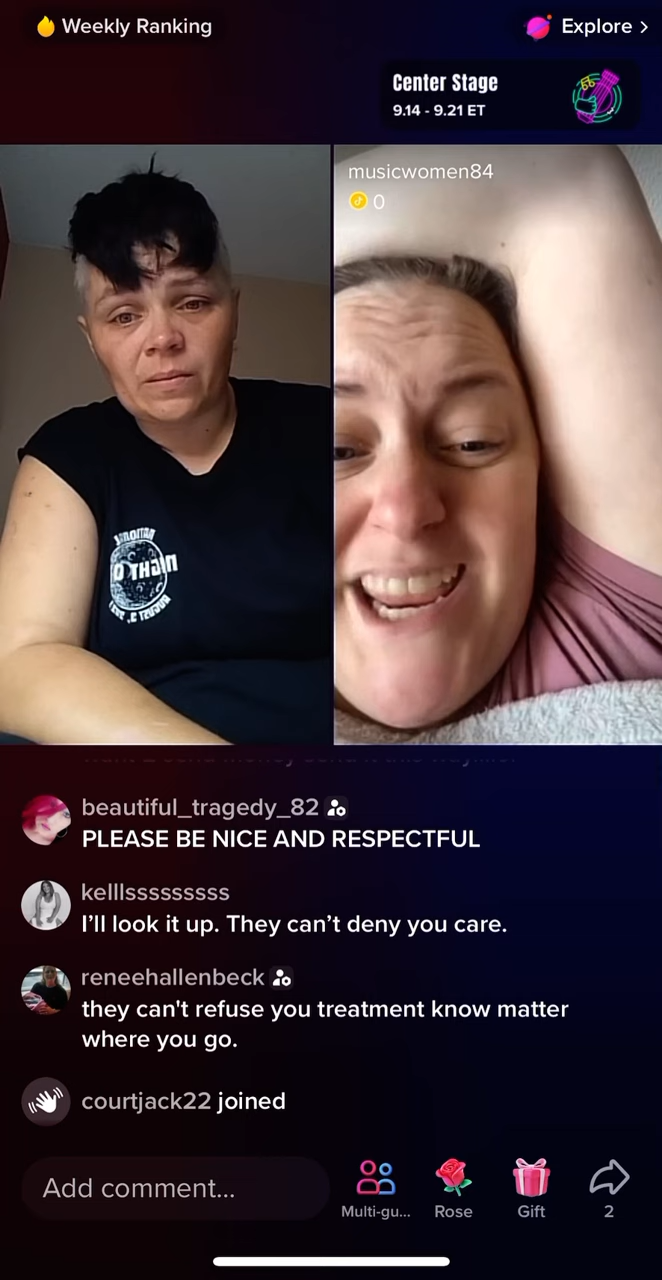 Weekly Ranking
Explore >
Center Stage
9.14 - 9.21 ET
musicwomen84
0
beautiful_tragedy_82
PLEASE BE NICE AND RESPECTFUL
kelllsssssssss
I'll look it up. They can't deny you care.
reneehallenbeck
they can't refuse you treatment know matter
where you go.
courtjack22 joined
Add comment...
Multi-gu...
Rose
Gift
2